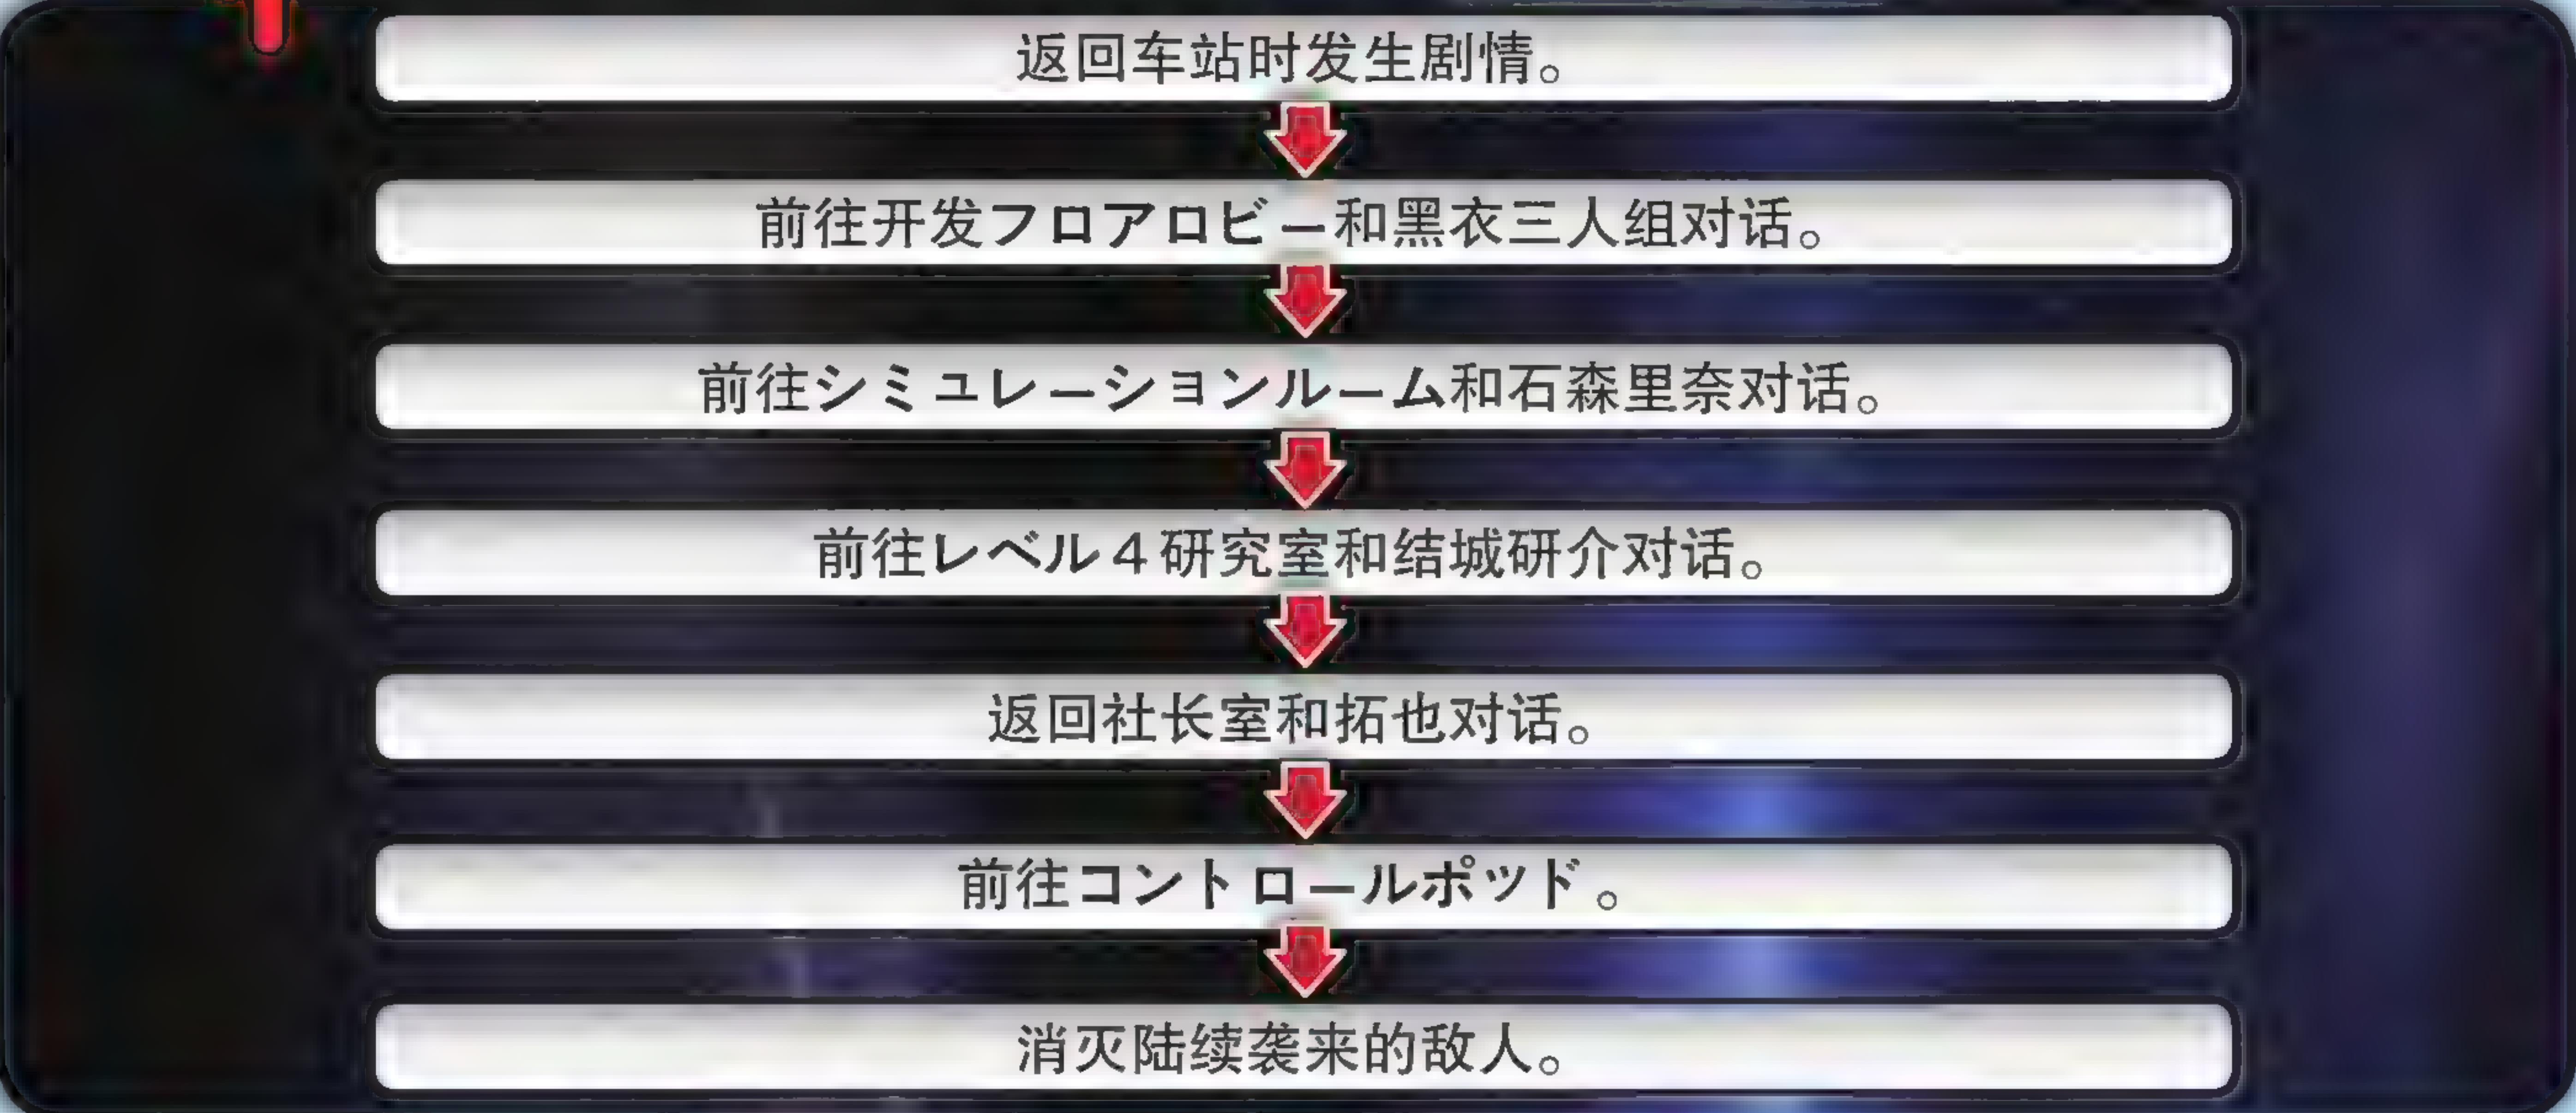 返回车站时发生剧情。
前往开发フロアロビー和黑衣三人组对话。
前往シミュレーションルーム和石森里奈对话。
前往レベル４研究室和结城研介对话。
返回社长室和拓也对话。
前往コントロールポッド。
消灭陆续袭来的敌人。